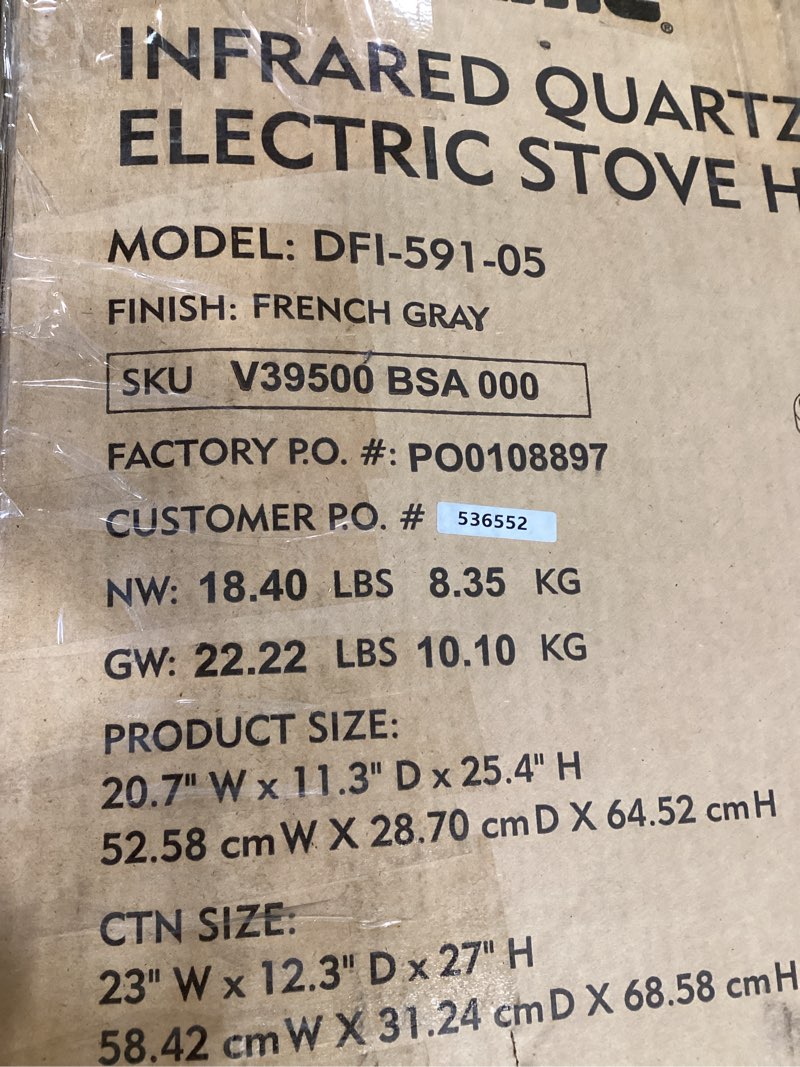 ®
INFRARED QUARTZ
ELECTRIC STOVE H
MODEL: DFI-591-05
FINISH: FRENCH GRAY
SKU V39500 BSA 000
FACTORY P.O. #: PO0108897
CUSTOMER P.O. # 536552
NW: 18.40 LBS 8.35 KG
GW: 22.22 LBS 10.10 KG
PRODUCT SIZE:
20.7" W x 11.3" D x 25.4" H
52.58 cm W X 28.70 cm D X 64.52 cm H
CTN SIZE:
23" W x 12.3" D x 27" H
58.42 cm W X 31.24 cm D X 68.58 cm H